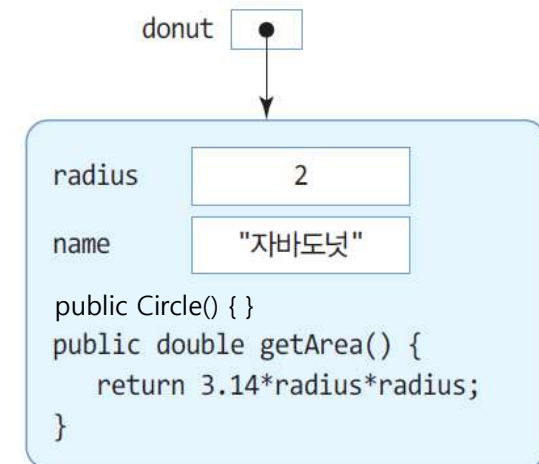 donut
radius 2
name "자바도넛"
public Circle() { }
public double getArea() {
return 3.14*radius*radius;
}